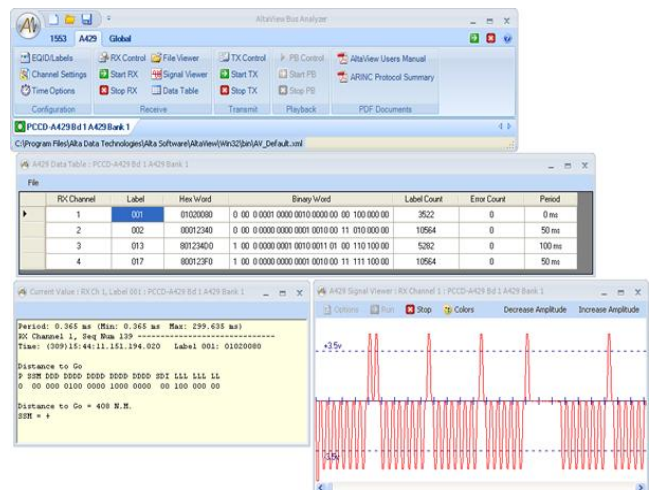 AltaView Bus Analyzer
1553 A429 Global
EQID/Labels RX Control File Viewer TX Control PB Control AltaView Users Manual
Channel Settings Start RX Signal Viewer Start TX Start PB ARINC Protocol Summary
Time Options Stop RX Data Table Stop TX Stop PB
Configuration Receive Transmit Playback PDF Documents
PCCD-A429 Bd 1 A429 Bank 1
C:\Program Files\Alta Data Technologies\Alta Software\AltaView\Win32\bin\AV_Default.xml
A429 Data Table : PCCD-A429 Bd 1 A429 Bank 1
File
RX Channel Label Hex Word Binary Word Label Count Error Count Period
1 001 01020080 0 00 0 0001 0000 0010 0000 00 00 100 000 00 3522 0 0 ms
2 002 00012340 0 00 0 0000 0001 0010 0011 00 11 010 000 00 10564 0 50 ms
3 013 801234D0 1 00 0 0000 0001 0010 0011 01 00 110 100 00 5282 0 100 ms
4 017 800123F0 1 00 0 0000 0001 0010 00 11 111 100 00 10564 0 50 ms
Current Value : RX Ch 1, Label 001 : PCCD-A429 Bd 1 A429 Bank 1
Period: 0.365 ms (Min: 0.365 ms Max: 299.635 ms)
RX Channel 1, Seq Num 139 ----------------------------
Time: (309)15:44:11.151.194.020 Label 001: 01020080
Distance to Go
P SSM DDD DDDD DDDD DDDD DDDD SDI LLL LLL LL
0 00 000 0100 0000 1000 0000 00 100 000 00
Distance to Go = 408 N.M.
SSM = +
A429 Signal Viewer : RX Channel 1 : PCCD-A429 Bd 1 A429 Bank 1
Options Run Stop Colors Decrease Amplitude Increase Amplitude
+3.5v
-3.5v